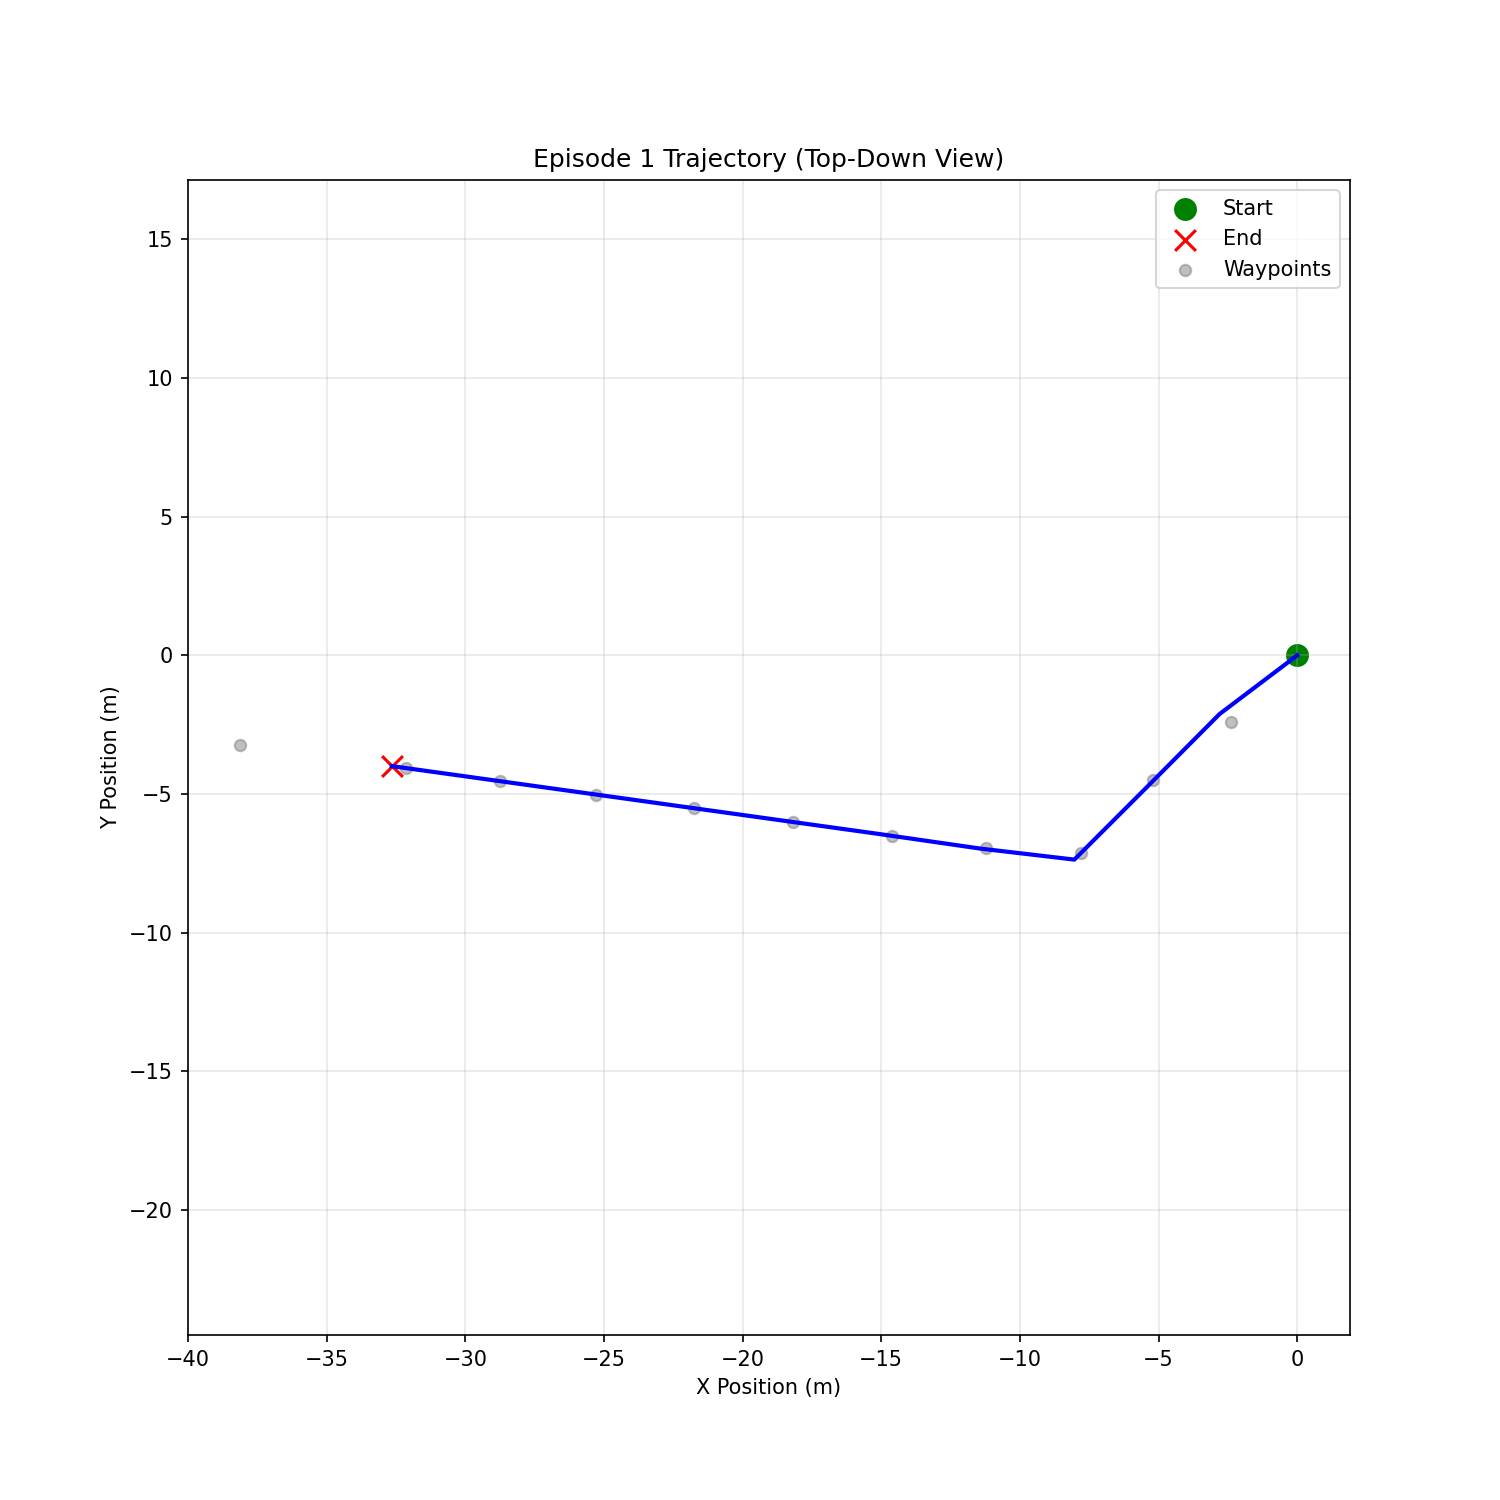 Episode 1 Trajectory (Top-Down View)
Start
End
Waypoints
15
10
5
0
−5
−10
−15
−20
Y Position (m)
−40 −35 −30 −25 −20 −15 −10 −5 0
X Position (m)